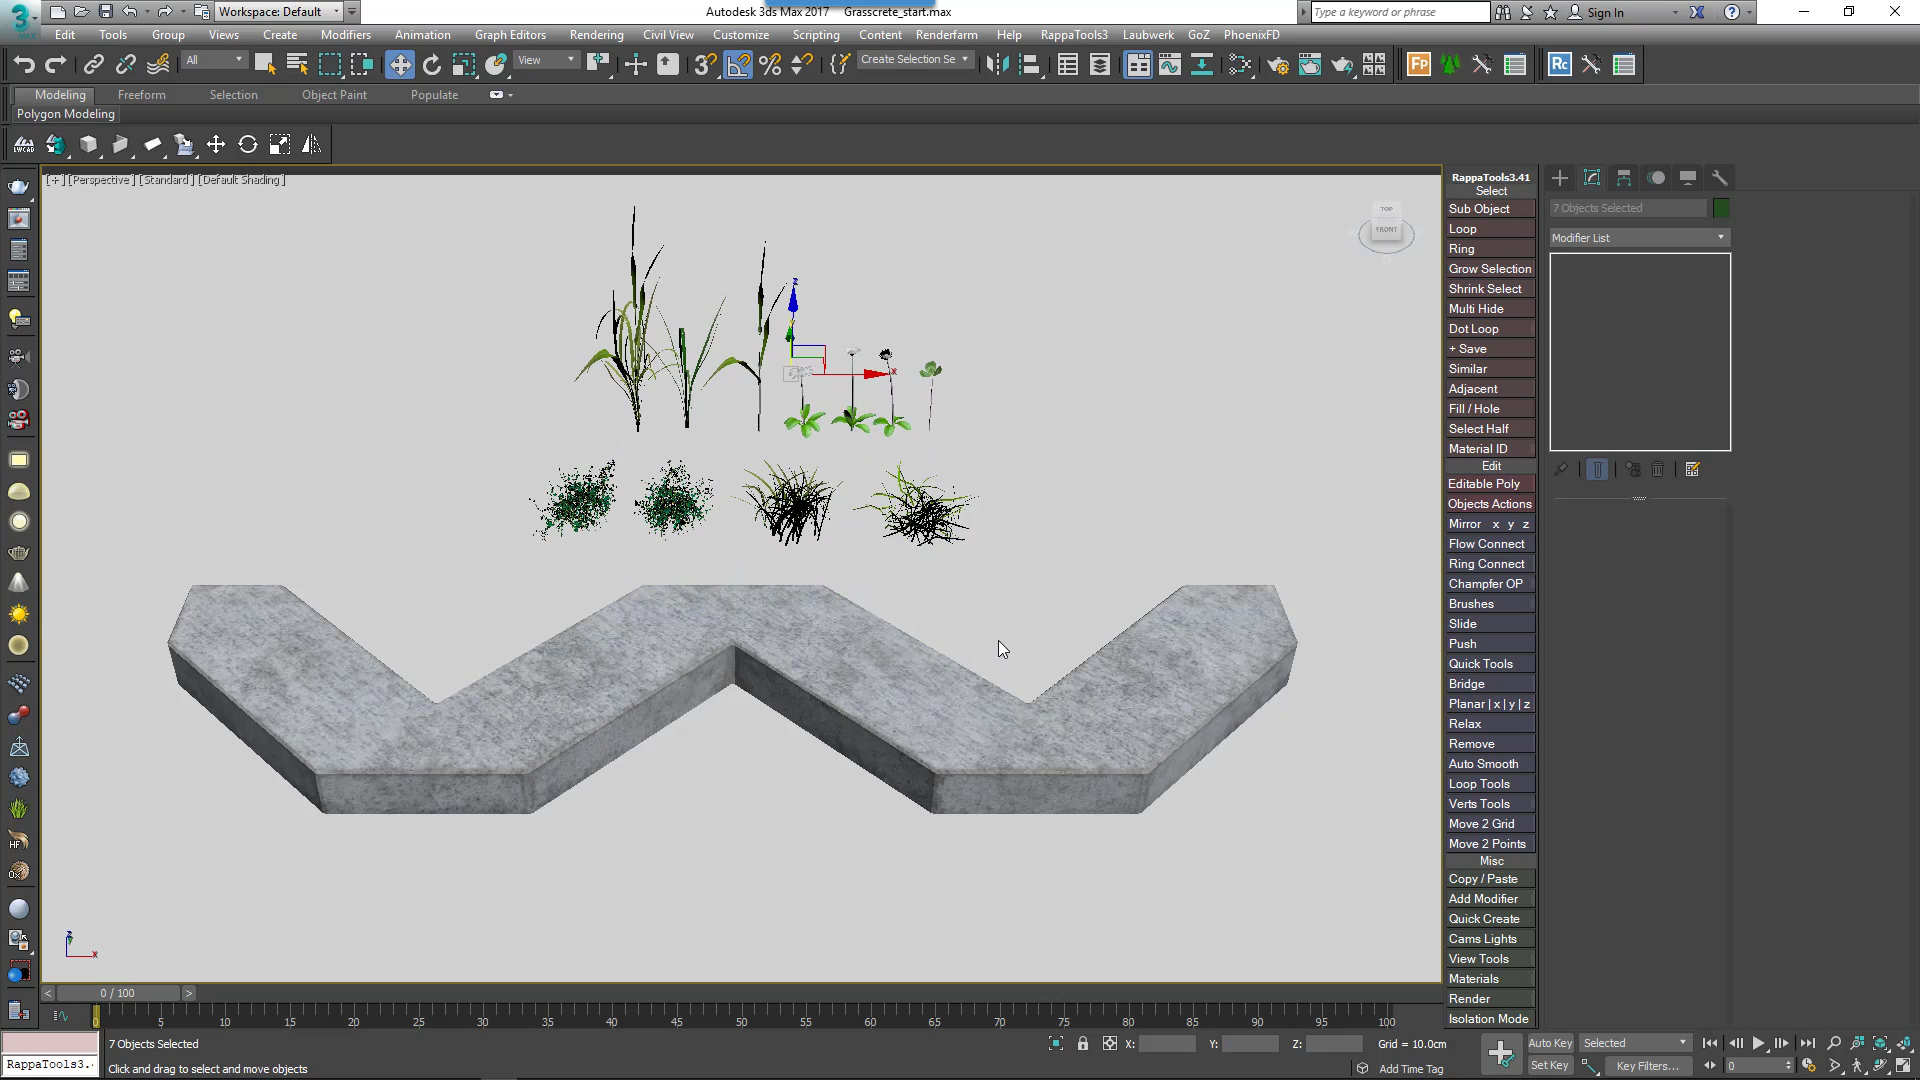 Workspace: Default
Autodesk 3ds Max 2017 Grasscrete_start.max
Type a keyword or phrase
Sign In
Edit Tools Group Views Create Modifiers Animation Graph Editors Rendering Civil View Customize Scripting Content Renderfarm Help RappaTools3 Laubwerk GoZ PhoenixFD
All
View
Create Selection Se
Fp
Rc
Modeling Freeform Selection Object Paint Populate
Polygon Modeling
LWCAD
[+] [Perspective] [Standard] [Default Shading]
TOP
FRONT
RappaTools3.41
Select
Sub Object
Loop
Ring
Grow Selection
Shrink Select
Multi Hide
Dot Loop
+ Save
Similar
Adjacent
Fill / Hole
Select Half
Material ID
Edit
Editable Poly
Objects Actions
Mirror x y z
Flow Connect
Ring Connect
Champfer OP
Brushes
Slide
Push
Quick Tools
Bridge
Planar | x | y | z
Relax
Remove
Auto Smooth
Loop Tools
Verts Tools
Move 2 Grid
Move 2 Points
Misc
Copy / Paste
Add Modifier
Quick Create
Cams Lights
View Tools
Materials
Render
Isolation Mode
7 Objects Selected
Modifier List
z
x
HF
z
x
0 / 100
0 5 10 15 20 25 30 35 40 45 50 55 60 65 70 75 80 85 90 95 100
7 Objects Selected
X: Y: Z: Grid = 10.0cm
Auto Key Selected
RappaTools3.
Click and drag to select and move objects
Add Time Tag
Set Key Key Filters...
0